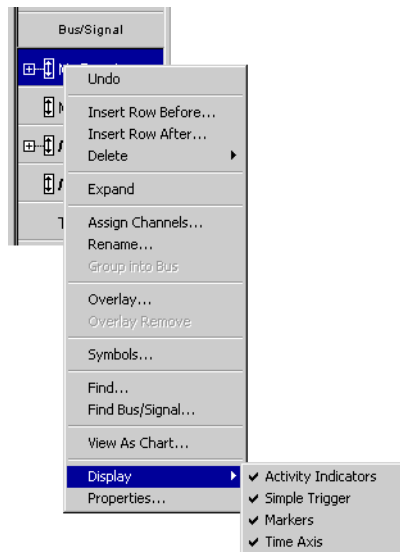 Bus/Signal
Undo
Insert Row Before...
Insert Row After...
Delete
Expand
Assign Channels...
Rename...
Group into Bus
Overlay...
Overlay Remove
Symbols...
Find...
Find Bus/Signal...
View As Chart...
Display
Properties...
Activity Indicators
Simple Trigger
Markers
Time Axis